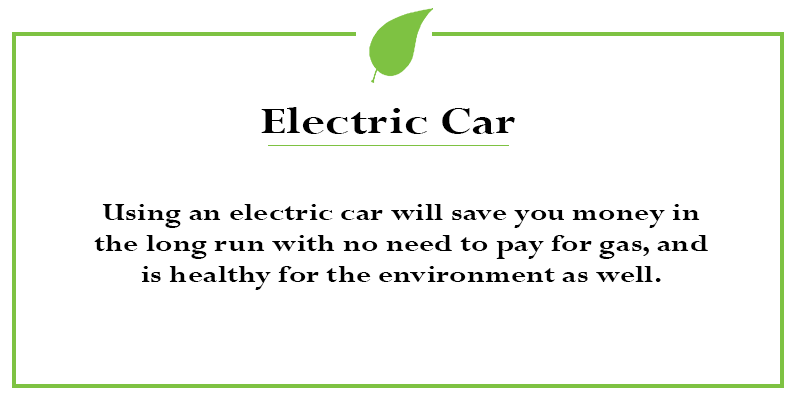 Electric Car
Using an electric car will save you money in
the long run with no need to pay for gas, and
is healthy for the environment as well.